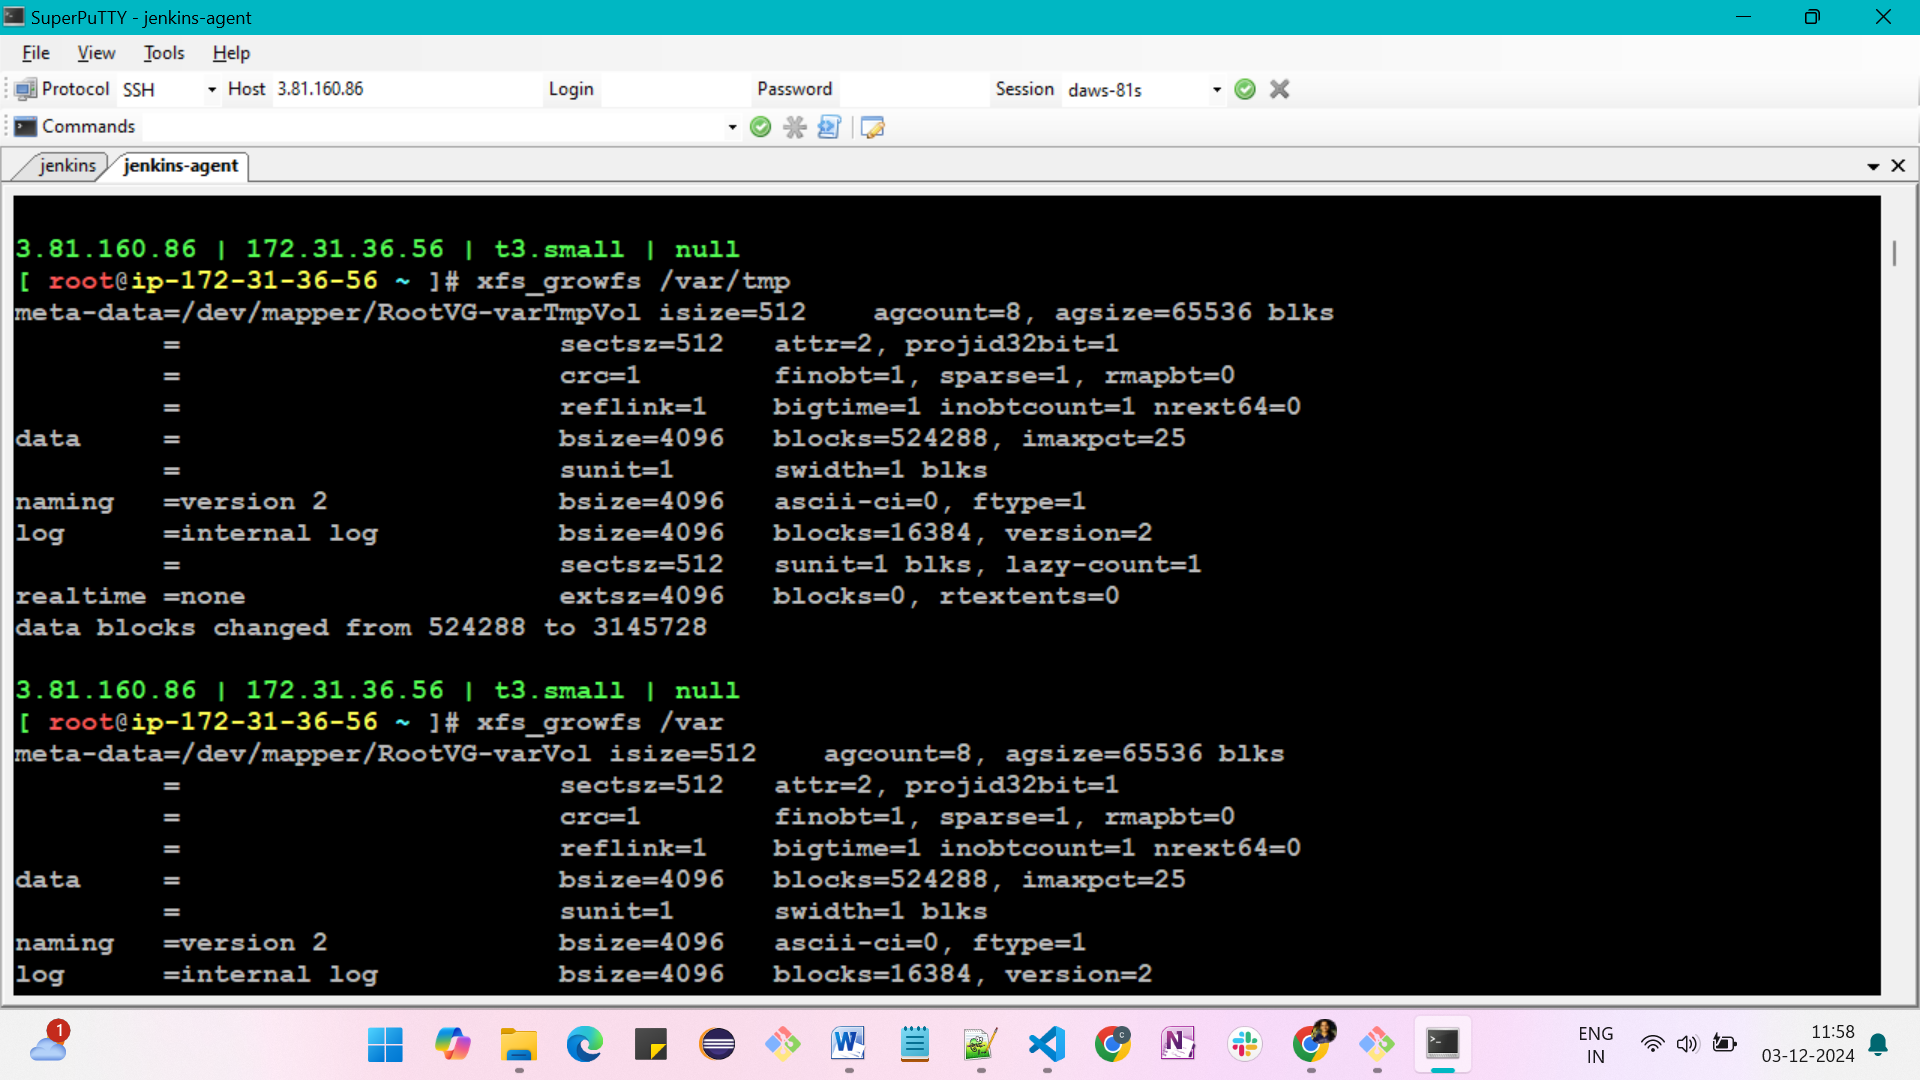 SuperPuTTY - jenkins-agent
File View Tools Help
Protocol SSH Host 3.81.160.86 Login Password Session daws-81s
Commands
jenkins jenkins-agent
3.81.160.86 | 172.31.36.56 | t3.small | null
[ root@ip-172-31-36-56 ~ ]# xfs_growfs /var/tmp
meta-data=/dev/mapper/RootVG-varTmpVol isize=512 agcount=8, agsize=65536 blks
= sectsz=512 attr=2, projid32bit=1
= crc=1 finobt=1, sparse=1, rmapbt=0
= reflink=1 bigtime=1 inobtcount=1 nrext64=0
data = bsize=4096 blocks=524288, imaxpct=25
= sunit=1 swidth=1 blks
naming =version 2 bsize=4096 ascii-ci=0, ftype=1
log =internal log bsize=4096 blocks=16384, version=2
= sectsz=512 sunit=1 blks, lazy-count=1
realtime =none extsz=4096 blocks=0, rtextents=0
data blocks changed from 524288 to 3145728
3.81.160.86 | 172.31.36.56 | t3.small | null
[ root@ip-172-31-36-56 ~ ]# xfs_growfs /var
meta-data=/dev/mapper/RootVG-varVol isize=512 agcount=8, agsize=65536 blks
= sectsz=512 attr=2, projid32bit=1
= crc=1 finobt=1, sparse=1, rmapbt=0
= reflink=1 bigtime=1 inobtcount=1 nrext64=0
data = bsize=4096 blocks=524288, imaxpct=25
= sunit=1 swidth=1 blks
naming =version 2 bsize=4096 ascii-ci=0, ftype=1
log =internal log bsize=4096 blocks=16384, version=2
1
ENG
IN
11:58
03-12-2024